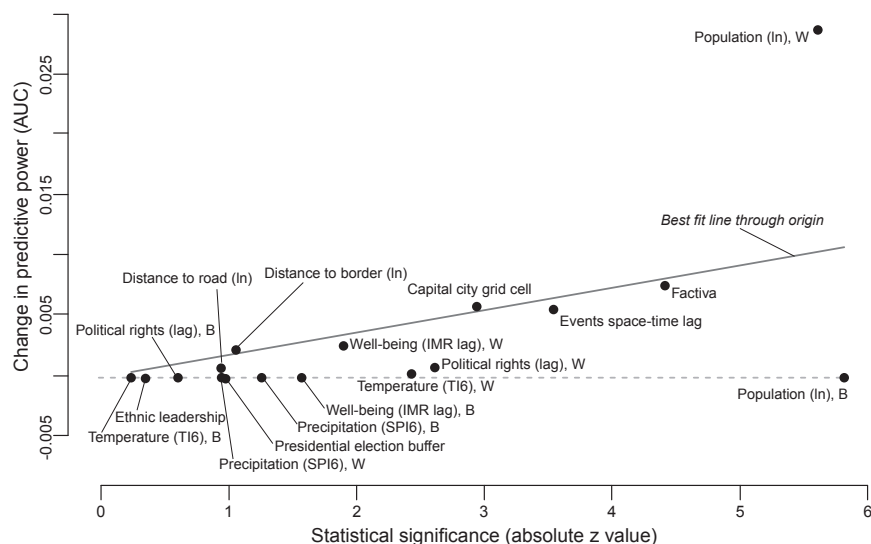 Change in predictive power (AUC)
0.025
0.015
0.005
-0.005
Population (ln), W
Best fit line through origin
Distance to road (ln)
Distance to border (ln)
Capital city grid cell
Factiva
Political rights (lag), B
Events space-time lag
Well-being (IMR lag), W
Political rights (lag), W
Temperature (TI6), W
Population (ln), B
Ethnic leadership
Well-being (IMR lag), B
Temperature (TI6), B
Precipitation (SPI6), B
Presidential election buffer
Precipitation (SPI6), W
0 1 2 3 4 5 6
Statistical significance (absolute z value)